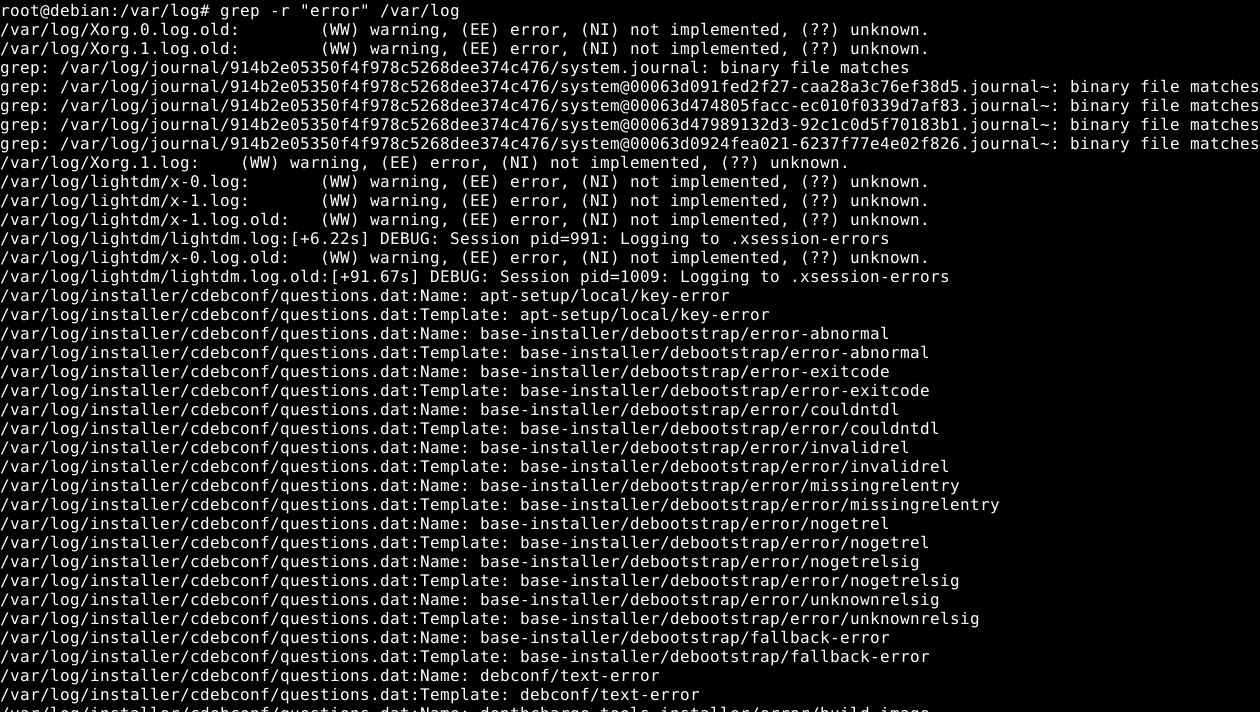 root@debian:/var/log# grep -r "error" /var/log
/var/log/Xorg.0.log.old:        (WW) warning, (EE) error, (NI) not implemented, (??) unknown.
/var/log/Xorg.1.log.old:        (WW) warning, (EE) error, (NI) not implemented, (??) unknown.
grep: /var/log/journal/914b2e05350f4f978c5268dee374c476/system.journal: binary file matches
grep: /var/log/journal/914b2e05350f4f978c5268dee374c476/system@00063d091fed2f27-caa28a3c76ef38d5.journal~: binary file matches
grep: /var/log/journal/914b2e05350f4f978c5268dee374c476/system@00063d474805facc-ec010f0339d7af83.journal~: binary file matches
grep: /var/log/journal/914b2e05350f4f978c5268dee374c476/system@00063d47989132d3-92c1c0d5f70183b1.journal~: binary file matches
grep: /var/log/journal/914b2e05350f4f978c5268dee374c476/system@00063d0924fea021-6237f77e4e02f826.journal~: binary file matches
/var/log/Xorg.1.log:    (WW) warning, (EE) error, (NI) not implemented, (??) unknown.
/var/log/lightdm/x-0.log:       (WW) warning, (EE) error, (NI) not implemented, (??) unknown.
/var/log/lightdm/x-1.log:       (WW) warning, (EE) error, (NI) not implemented, (??) unknown.
/var/log/lightdm/x-1.log.old:   (WW) warning, (EE) error, (NI) not implemented, (??) unknown.
/var/log/lightdm/lightdm.log:[+6.22s] DEBUG: Session pid=991: Logging to .xsession-errors
/var/log/lightdm/x-0.log.old:   (WW) warning, (EE) error, (NI) not implemented, (??) unknown.
/var/log/lightdm/lightdm.log.old:[+91.67s] DEBUG: Session pid=1009: Logging to .xsession-errors
/var/log/installer/cdebconf/questions.dat:Name: apt-setup/local/key-error
/var/log/installer/cdebconf/questions.dat:Template: apt-setup/local/key-error
/var/log/installer/cdebconf/questions.dat:Name: base-installer/debootstrap/error-abnormal
/var/log/installer/cdebconf/questions.dat:Template: base-installer/debootstrap/error-abnormal
/var/log/installer/cdebconf/questions.dat:Name: base-installer/debootstrap/error-exitcode
/var/log/installer/cdebconf/questions.dat:Template: base-installer/debootstrap/error-exitcode
/var/log/installer/cdebconf/questions.dat:Name: base-installer/debootstrap/error/couldntdl
/var/log/installer/cdebconf/questions.dat:Template: base-installer/debootstrap/error/couldntdl
/var/log/installer/cdebconf/questions.dat:Name: base-installer/debootstrap/error/invalidrel
/var/log/installer/cdebconf/questions.dat:Template: base-installer/debootstrap/error/invalidrel
/var/log/installer/cdebconf/questions.dat:Name: base-installer/debootstrap/error/missingrelentry
/var/log/installer/cdebconf/questions.dat:Template: base-installer/debootstrap/error/missingrelentry
/var/log/installer/cdebconf/questions.dat:Name: base-installer/debootstrap/error/nogetrel
/var/log/installer/cdebconf/questions.dat:Template: base-installer/debootstrap/error/nogetrel
/var/log/installer/cdebconf/questions.dat:Name: base-installer/debootstrap/error/nogetrelsig
/var/log/installer/cdebconf/questions.dat:Template: base-installer/debootstrap/error/nogetrelsig
/var/log/installer/cdebconf/questions.dat:Name: base-installer/debootstrap/error/unknownrelsig
/var/log/installer/cdebconf/questions.dat:Template: base-installer/debootstrap/error/unknownrelsig
/var/log/installer/cdebconf/questions.dat:Name: base-installer/debootstrap/fallback-error
/var/log/installer/cdebconf/questions.dat:Template: base-installer/debootstrap/fallback-error
/var/log/installer/cdebconf/questions.dat:Name: debconf/text-error
/var/log/installer/cdebconf/questions.dat:Template: debconf/text-error
/var/log/installer/cdebconf/questions.dat:Name: depthcharge-tools-installer/error/build-image